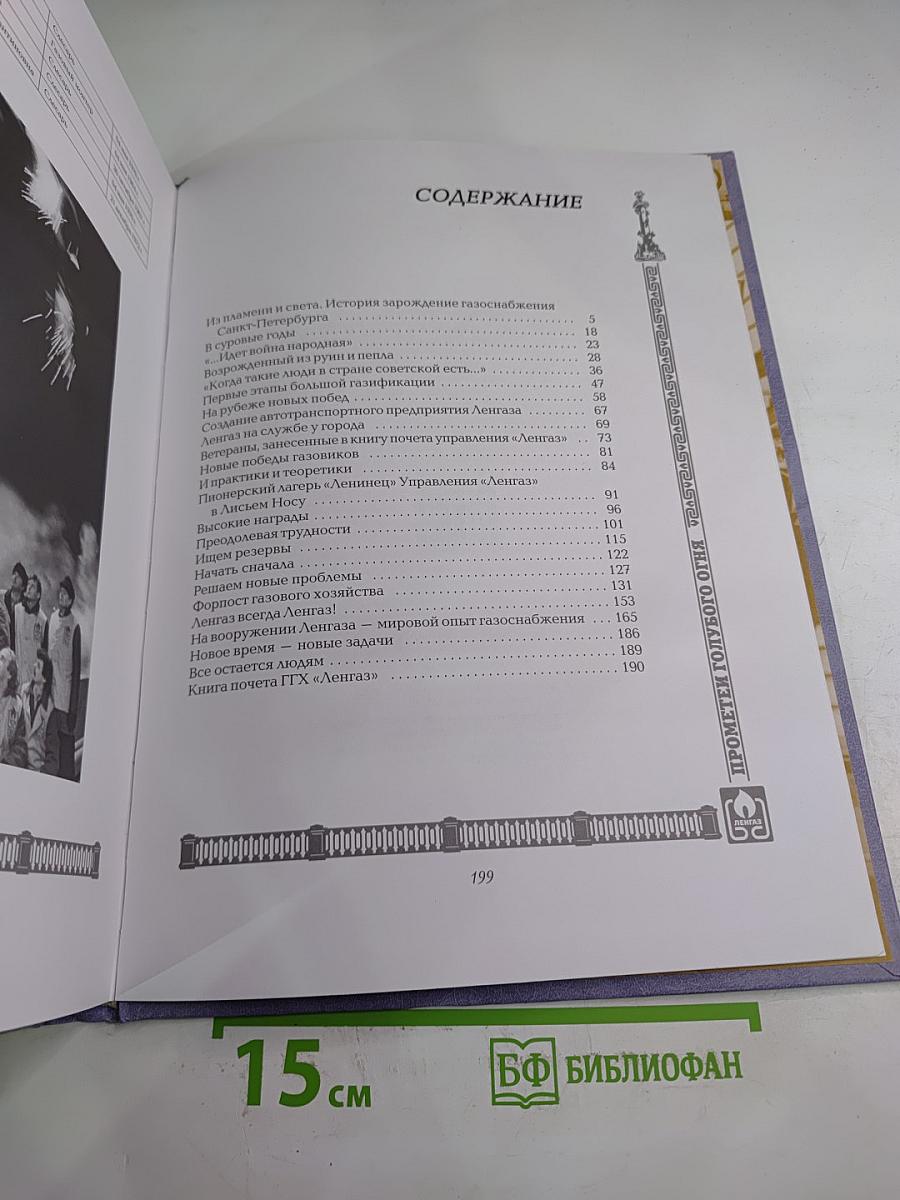 Слесарь
Слесарь
Слесарь
Слесарь
СОДЕРЖАНИЕ
Из пламени и света. История зарождение газоснабжения
Санкт-Петербурга ........ 5
В суровые годы ........ 18
«...Идет война народная» ........ 23
Возрожденный из руин и пепла ........ 28
«Когда такие люди в стране советской есть...» ........ 36
Первые этапы большой газификации ........ 47
На рубеже новых побед ........ 58
Создание автотранспортного предприятия Ленгаза ........ 67
Ленгаз на службе у города ........ 69
Ветераны, занесенные в книгу почета управления «Ленгаз» .. 73
Новые победы газовиков ........ 81
И практики и теоретики ........ 84
Пионерский лагерь «Ленинец» Управления «Ленгаз»
в Лисьем Носу ........ 91
Высокие награды ........ 96
Преодолевая трудности ........ 101
Ищем резервы ........ 115
Начать сначала ........ 122
Решаем новые проблемы ........ 127
Форпост газового хозяйства ........ 131
Ленгаз всегда Ленгаз! ........ 153
На вооружении Ленгаза — мировой опыт газоснабжения ... 165
Новое время — новые задачи ........ 186
Все остается людям ........ 189
Книга почета ГГХ «Ленгаз» ........ 190
ПРОМЕТЕИ ГОЛУБОГО ОГНЯ
ЛЕНГАЗ
199
15 см
БФ БИБЛИОФАН